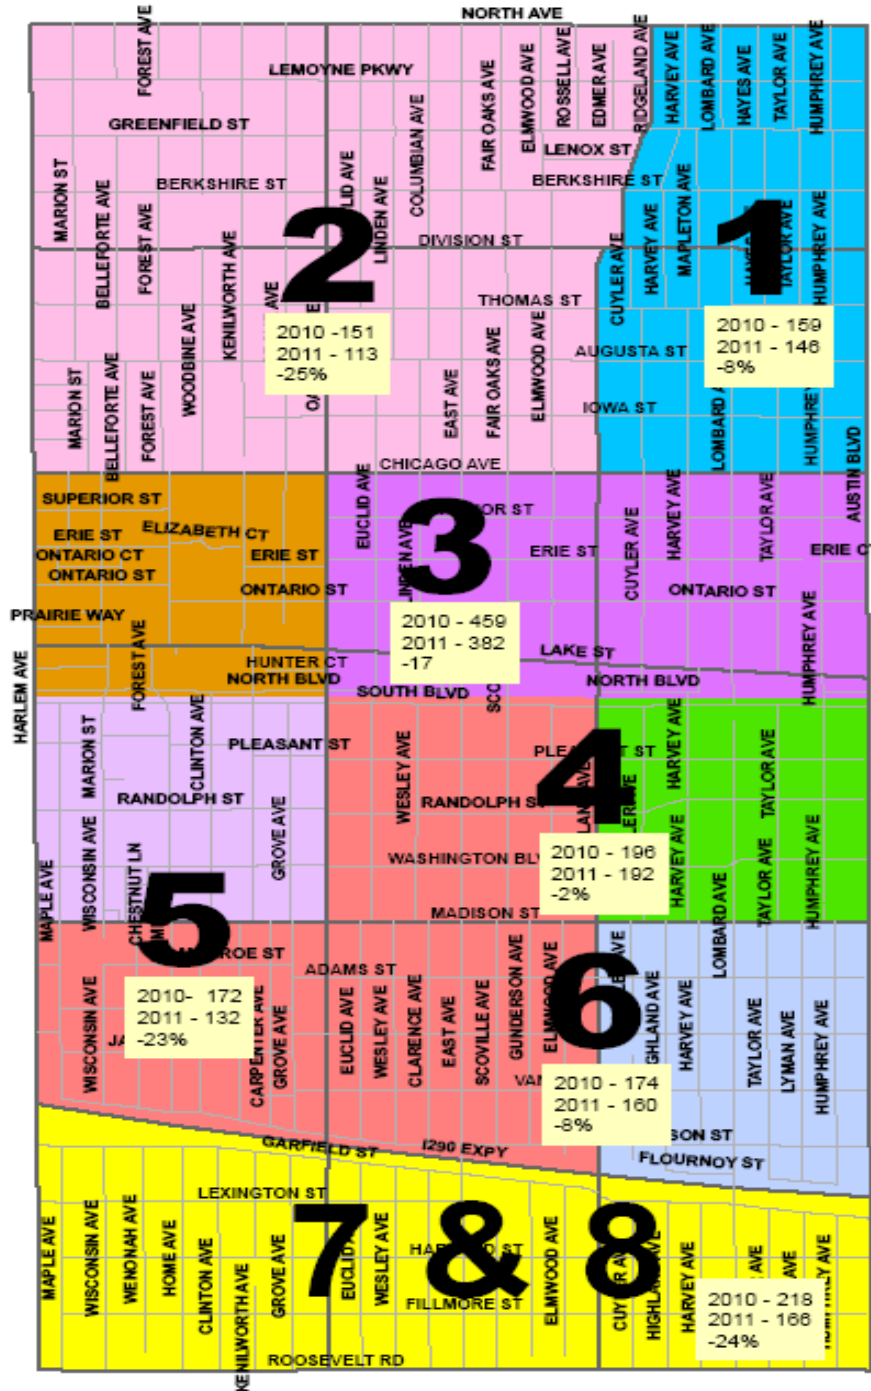 NORTH AVE
FOREST AVE
LEMOYNE PKWY
FAIR OAKS AVE
ELMWOOD AVE
ROSSELL AVE
EDMER AVE
RIDGELAND AVE
HARVEY AVE
LOMBARD AVE
HAYES AVE
TAYLOR AVE
HUMPHREY AVE
GREENFIELD ST
COLUMBIAN AVE
LENOX ST
MARION ST
BERKSHIRE ST
LINDEN AVE
BERKSHIRE ST
MAPLETON AVE
BELLEFORTE AVE
FOREST AVE
KENILWORTH AVE
2
DIVISION ST
CUYLER AVE
HARVEY AVE
1
TAYLOR AVE
HUMPHREY AVE
THOMAS ST
2010 -151
2011 - 113
-25%
2010 - 159
2011 - 146
-8%
WOODBINE AVE
ELMWOOD AVE
AUGUSTA ST
MARION ST
BELLEFORTE AVE
FOREST AVE
EAST AVE
FAIR OAKS AVE
IOWA ST
HUMPHREY AVE
AUSTIN BLVD
CHICAGO AVE
SUPERIOR ST
EUCLID AVE
3
HARVEY AVE
TAYLOR AVE
ERIE ST
ELIZABETH CT
CUYLER AVE
ONTARIO CT
ERIE ST
ERIE ST
ONTARIO ST
ONTARIO ST
ONTARIO ST
PRAIRIE WAY
2010 - 459
2011 - 382
-17
HARLEM AVE
FOREST AVE
LAKE ST
HUMPHREY AVE
HUNTER CT
NORTH BLVD
SOUTH BLVD
NORTH BLVD
MARION ST
CLINTON AVE
PLEASANT ST
WESLEY AVE
4
HARVEY AVE
TAYLOR AVE
RANDOLPH ST
RANDOLPH ST
GROVE AVE
2010 - 196
2011 - 192
-2%
MAPLE AVE
WISCONSIN AVE
CHESTNUT LN
HARVEY AVE
TAYLOR AVE
HUMPHREY AVE
5
MADISON ST
LOMBARD AVE
ADAMS ST
6
2010- 172
2011 - 132
-23%
WISCONSIN AVE
CARPENTER AVE
GROVE AVE
EUCLID AVE
WESLEY AVE
CLARENCE AVE
EAST AVE
SCOVILLE AVE
GUNDERSON AVE
ELMWOOD AVE
HARVEY AVE
TAYLOR AVE
LYMAN AVE
HUMPHREY AVE
2010 - 174
2011 - 160
-8%
GARFIELD ST
I290 EXPY
FLOURNOY ST
LEXINGTON ST
7 & 8
MAPLE AVE
WISCONSIN AVE
WENONAH AVE
HOME AVE
CLINTON AVE
KENILWORTH AVE
GROVE AVE
WESLEY AVE
FILLMORE ST
ELMWOOD AVE
HARVEY AVE
2010 - 218
2011 - 166
-24%
ROOSEVELT RD